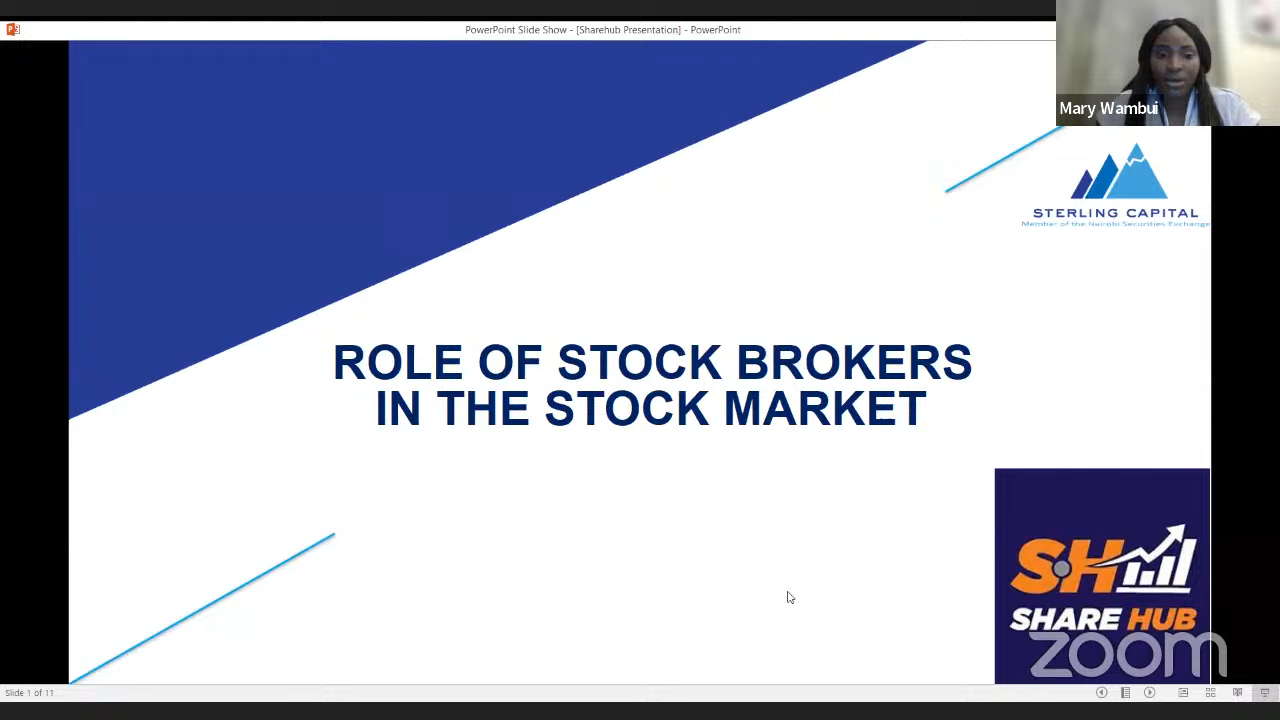 PowerPoint Slide Show - [Sharehub Presentation] - PowerPoint
Mary Wambui
STERLING CAPITAL
Member of the Nairobi Securities Exchange
ROLE OF STOCK BROKERS
IN THE STOCK MARKET
SH
SHARE HUB
zoom
Slide 1 of 11